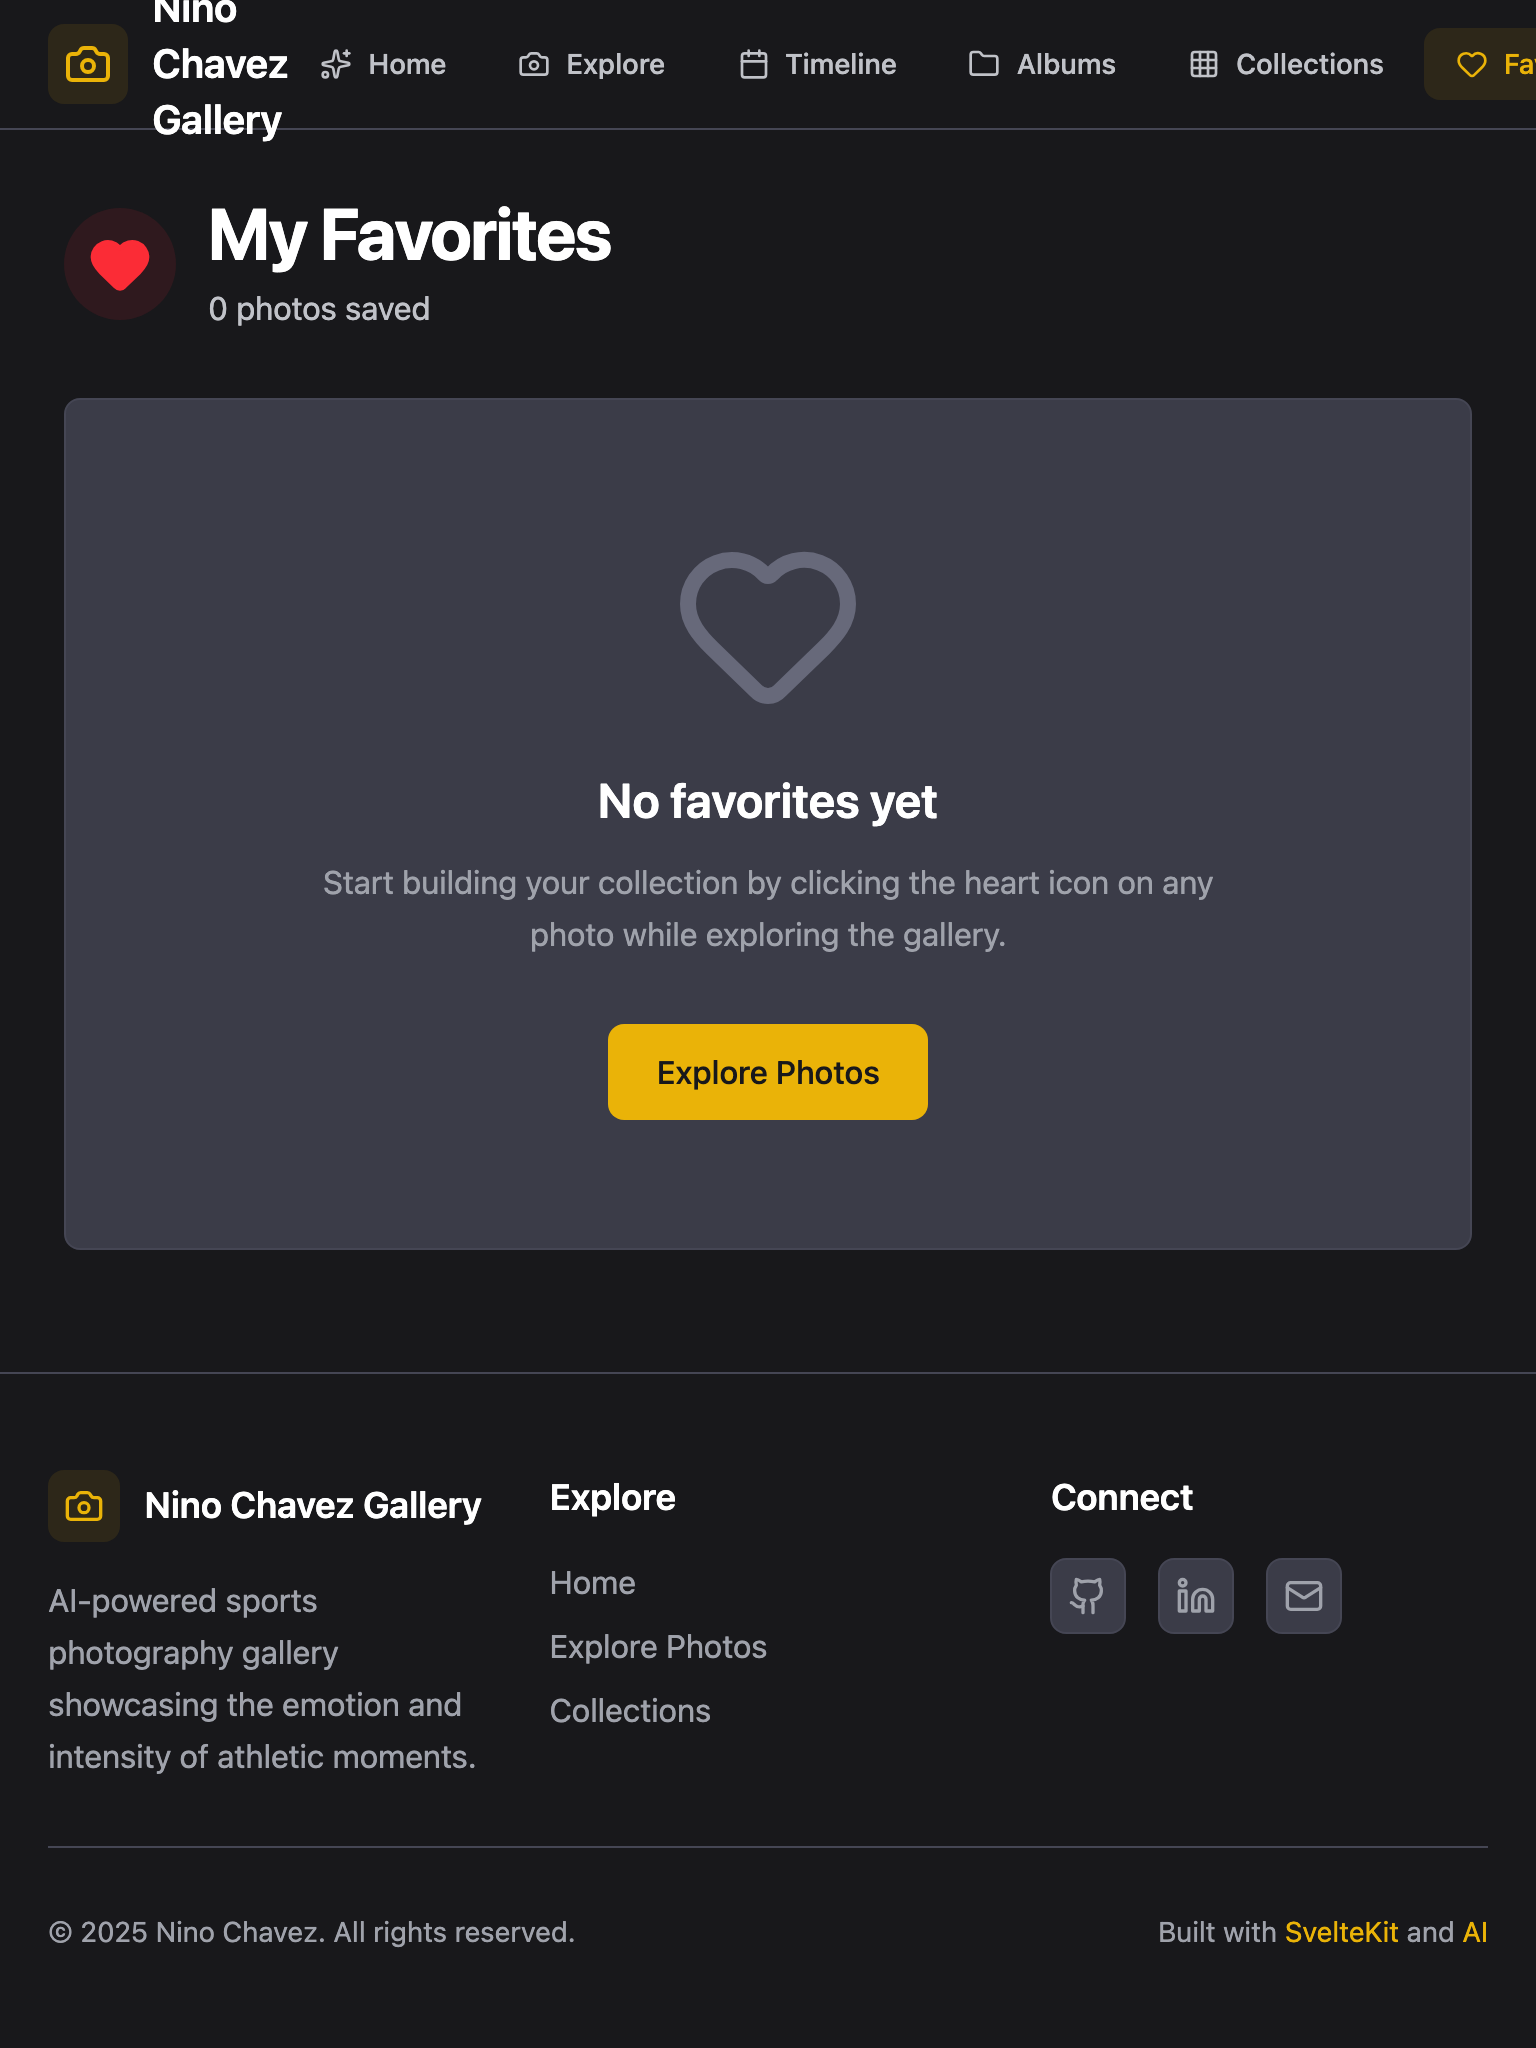 Nino
Chavez
Gallery
Home
Explore
Timeline
Albums
Collections
My Favorites
0 photos saved
No favorites yet
Start building your collection by clicking the heart icon on any
photo while exploring the gallery.
Explore Photos
Nino Chavez Gallery
AI-powered sports
photography gallery
showcasing the emotion and
intensity of athletic moments.
Explore
Home
Explore Photos
Collections
Connect
© 2025 Nino Chavez. All rights reserved.
Built with SvelteKit and AI